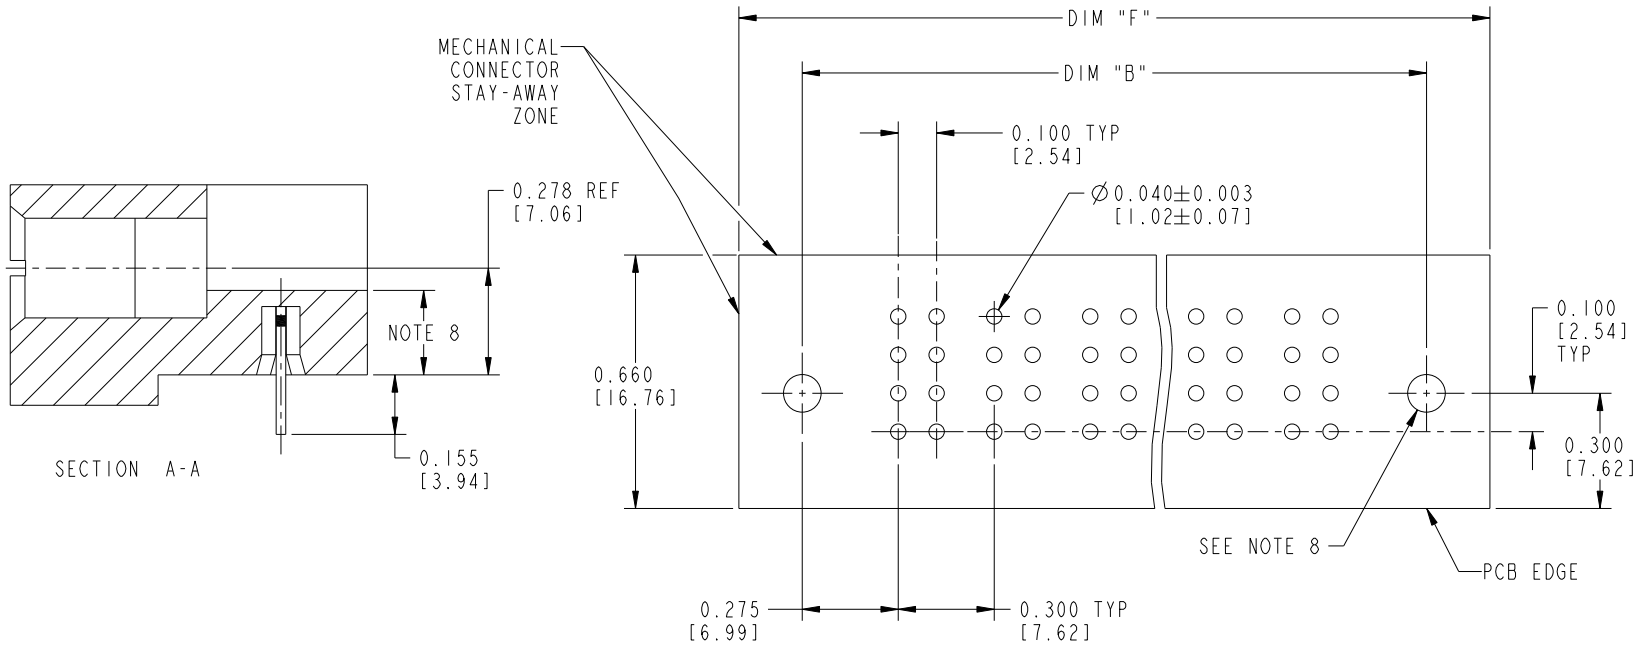 DIM "F"
MECHANICAL
CONNECTOR
STAY-AWAY
ZONE
DIM "B"
0.100 TYP
[2.54]
0.278 REF
[7.06]
Ø0.040±0.003
[1.02±0.07]
NOTE 8
0.100
[2.54]
TYP
0.660
[16.76]
0.300
[7.62]
0.155
[3.94]
SECTION A-A
SEE NOTE 8
PCB EDGE
0.275
[6.99]
0.300 TYP
[7.62]